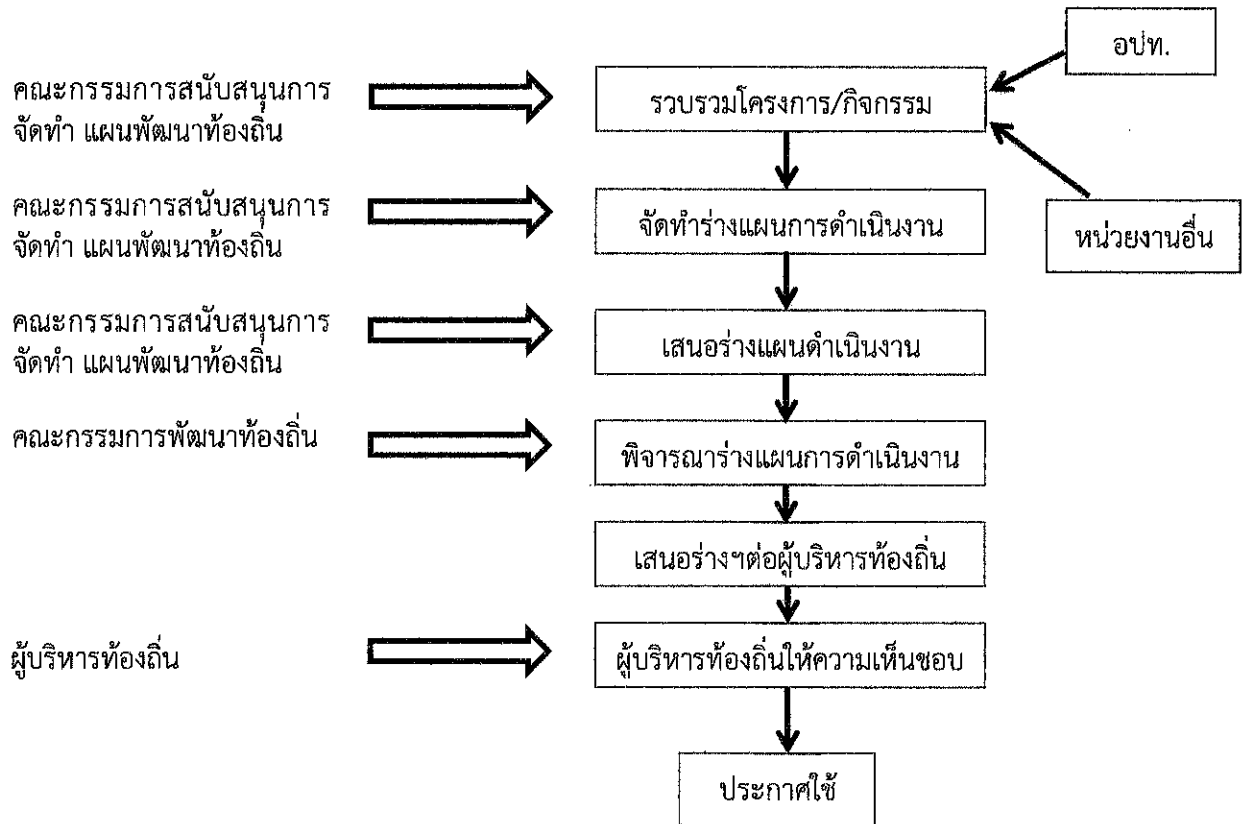 อปท.
คณะกรรมการสนับสนุนการ
จัดทำ แผนพัฒนาท้องถิ่น
รวบรวมโครงการ/กิจกรรม
คณะกรรมการสนับสนุนการ
จัดทำ แผนพัฒนาท้องถิ่น
จัดทำร่างแผนการดำเนินงาน
หน่วยงานอื่น
คณะกรรมการสนับสนุนการ
จัดทำ แผนพัฒนาท้องถิ่น
เสนอร่างแผนดำเนินงาน
คณะกรรมการพัฒนาท้องถิ่น
พิจารณาร่างแผนการดำเนินงาน
เสนอร่างฯต่อผู้บริหารท้องถิ่น
ผู้บริหารท้องถิ่น
ผู้บริหารท้องถิ่นให้ความเห็นชอบ
ประกาศใช้